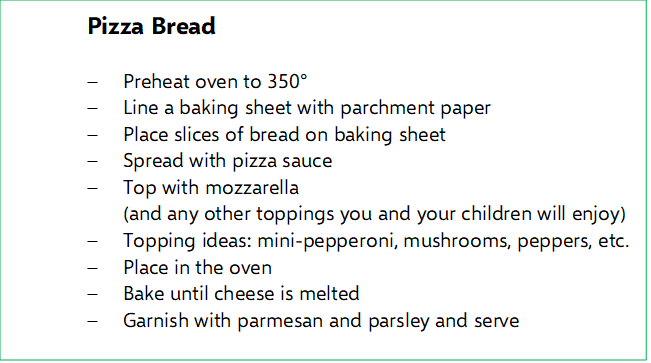 Pizza Bread
– Preheat oven to 350°
– Line a baking sheet with parchment paper
– Place slices of bread on baking sheet
– Spread with pizza sauce
– Top with mozzarella
(and any other toppings you and your children will enjoy)
– Topping ideas: mini-pepperoni, mushrooms, peppers, etc.
– Place in the oven
– Bake until cheese is melted
– Garnish with parmesan and parsley and serve